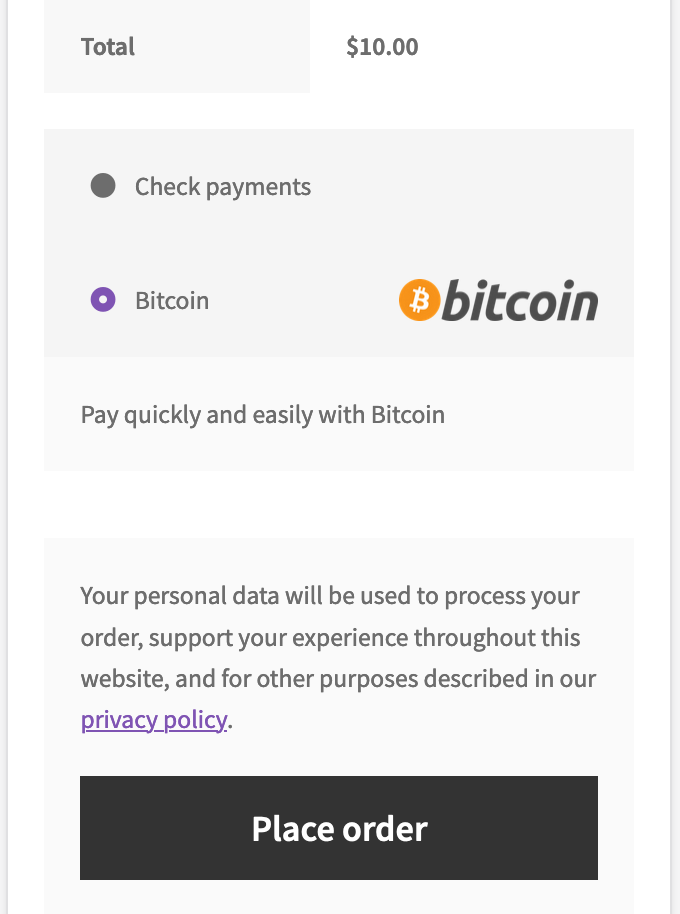 Total $10.00
Check payments
Bitcoin bitcoin
Pay quickly and easily with Bitcoin
Your personal data will be used to process your
order, support your experience throughout this
website, and for other purposes described in our
privacy policy.
Place order